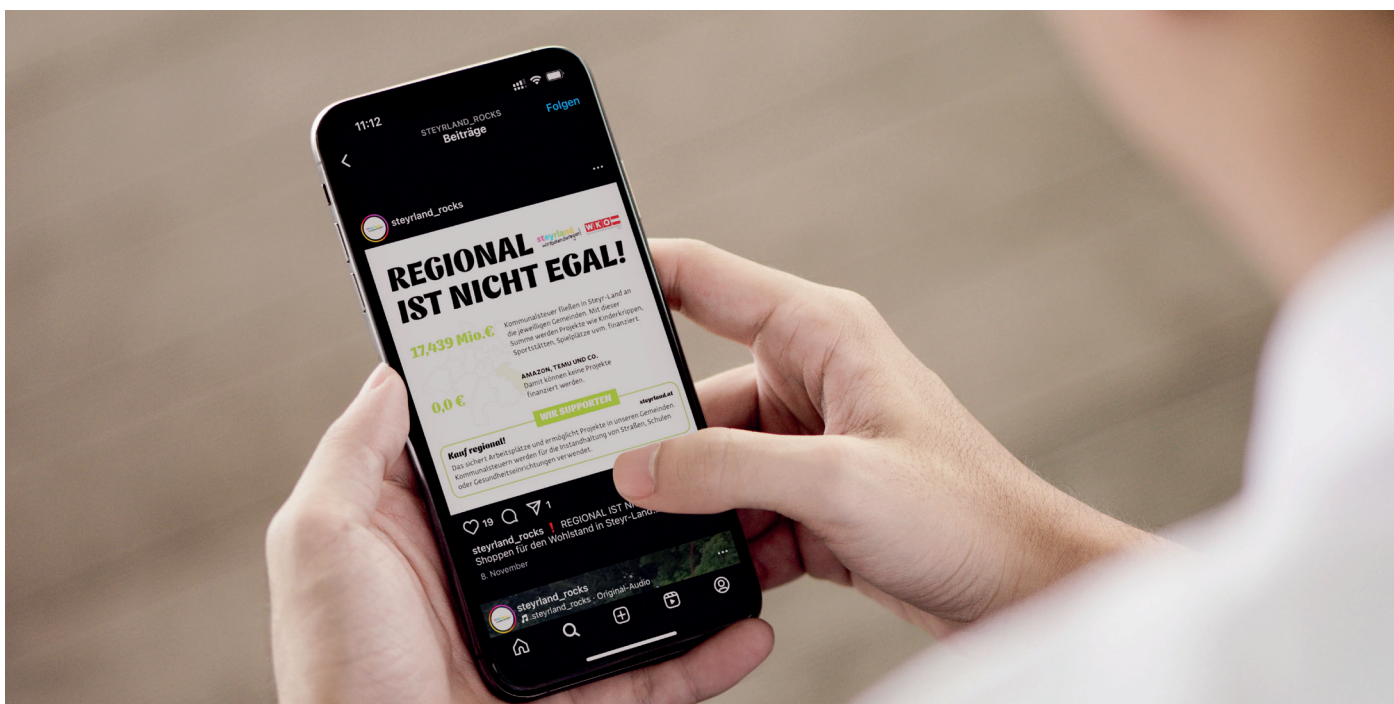 11:12
STEYRLAND_ROCKS
Beiträge
Folgen
steyrland_rocks
steyrland
WKO
REGIONAL
IST NICHT EGAL!
17,439 Mio.€
Kommunalsteuer fließen in Steyr-Land an
die jeweiligen Gemeinden. Mit dieser
Summe werden Projekte wie Kinderkrippen,
Sportstätten, Spielplätze uvm. finanziert.
0,0 €
AMAZON, TEMU UND CO.
Damit können keine Projekte
finanziert werden.
WIR SUPPORTEN
steyrland.at
Kauf regional!
Das sichert Arbeitsplätze und ermöglicht Projekte in unseren Gemeinden.
Kommunalsteuern werden für die Instandhaltung von Straßen, Schulen
oder Gesundheitseinrichtungen verwendet.
19
1
steyrland_rocks ❗ REGIONAL IST
Shoppen für den Wohlstand in Steyr-Land
8. November
steyrland_rocks
steyrland_rocks · Original-Audio